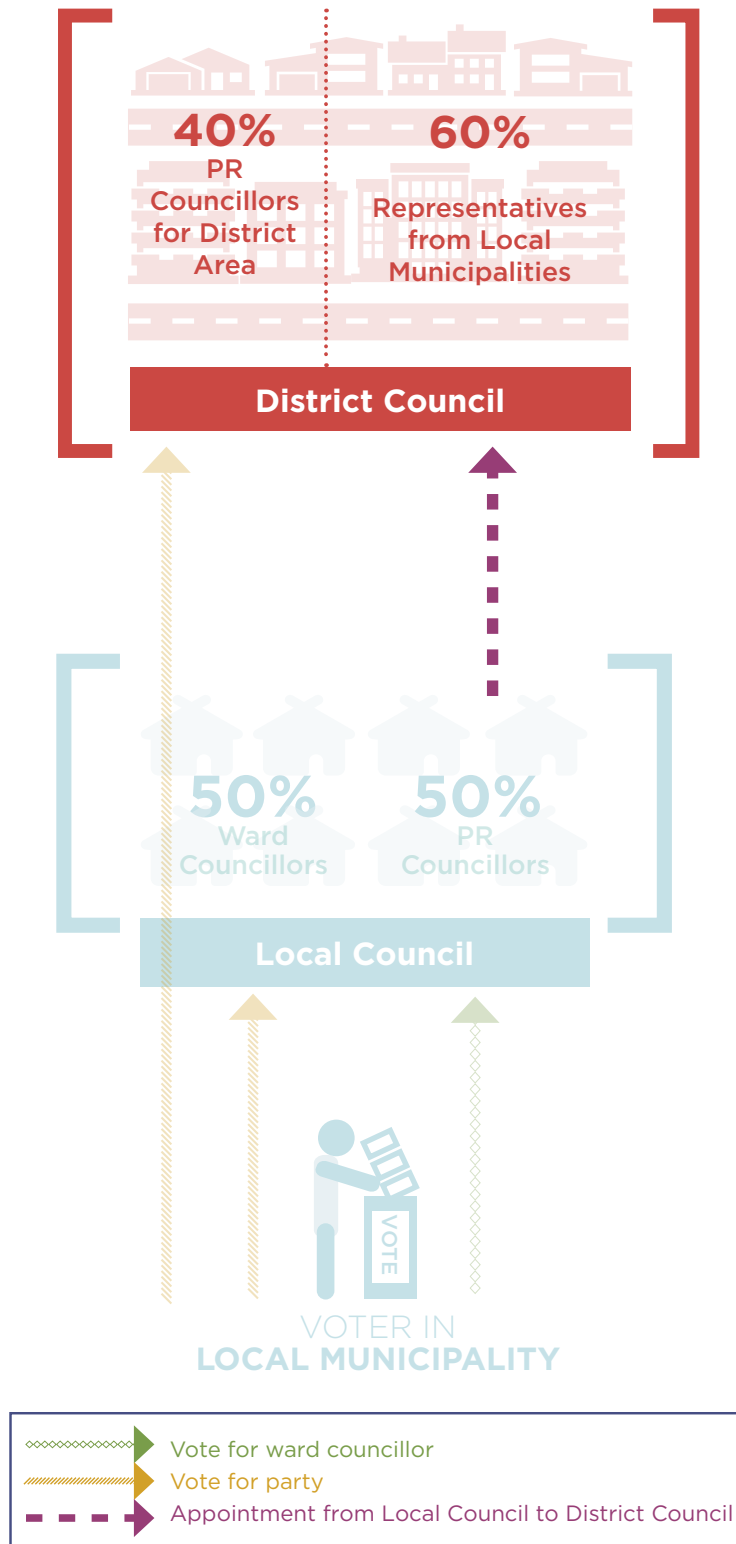 40%
PR
Councillors
for District
Area
60%
Representatives
from Local
Municipalities
District Council
50%
Ward
Councillors
50%
PR
Councillors
Local Council
VOTE
VOTER IN
LOCAL MUNICIPALITY
Vote for ward councillor
Vote for party
Appointment from Local Council to District Council